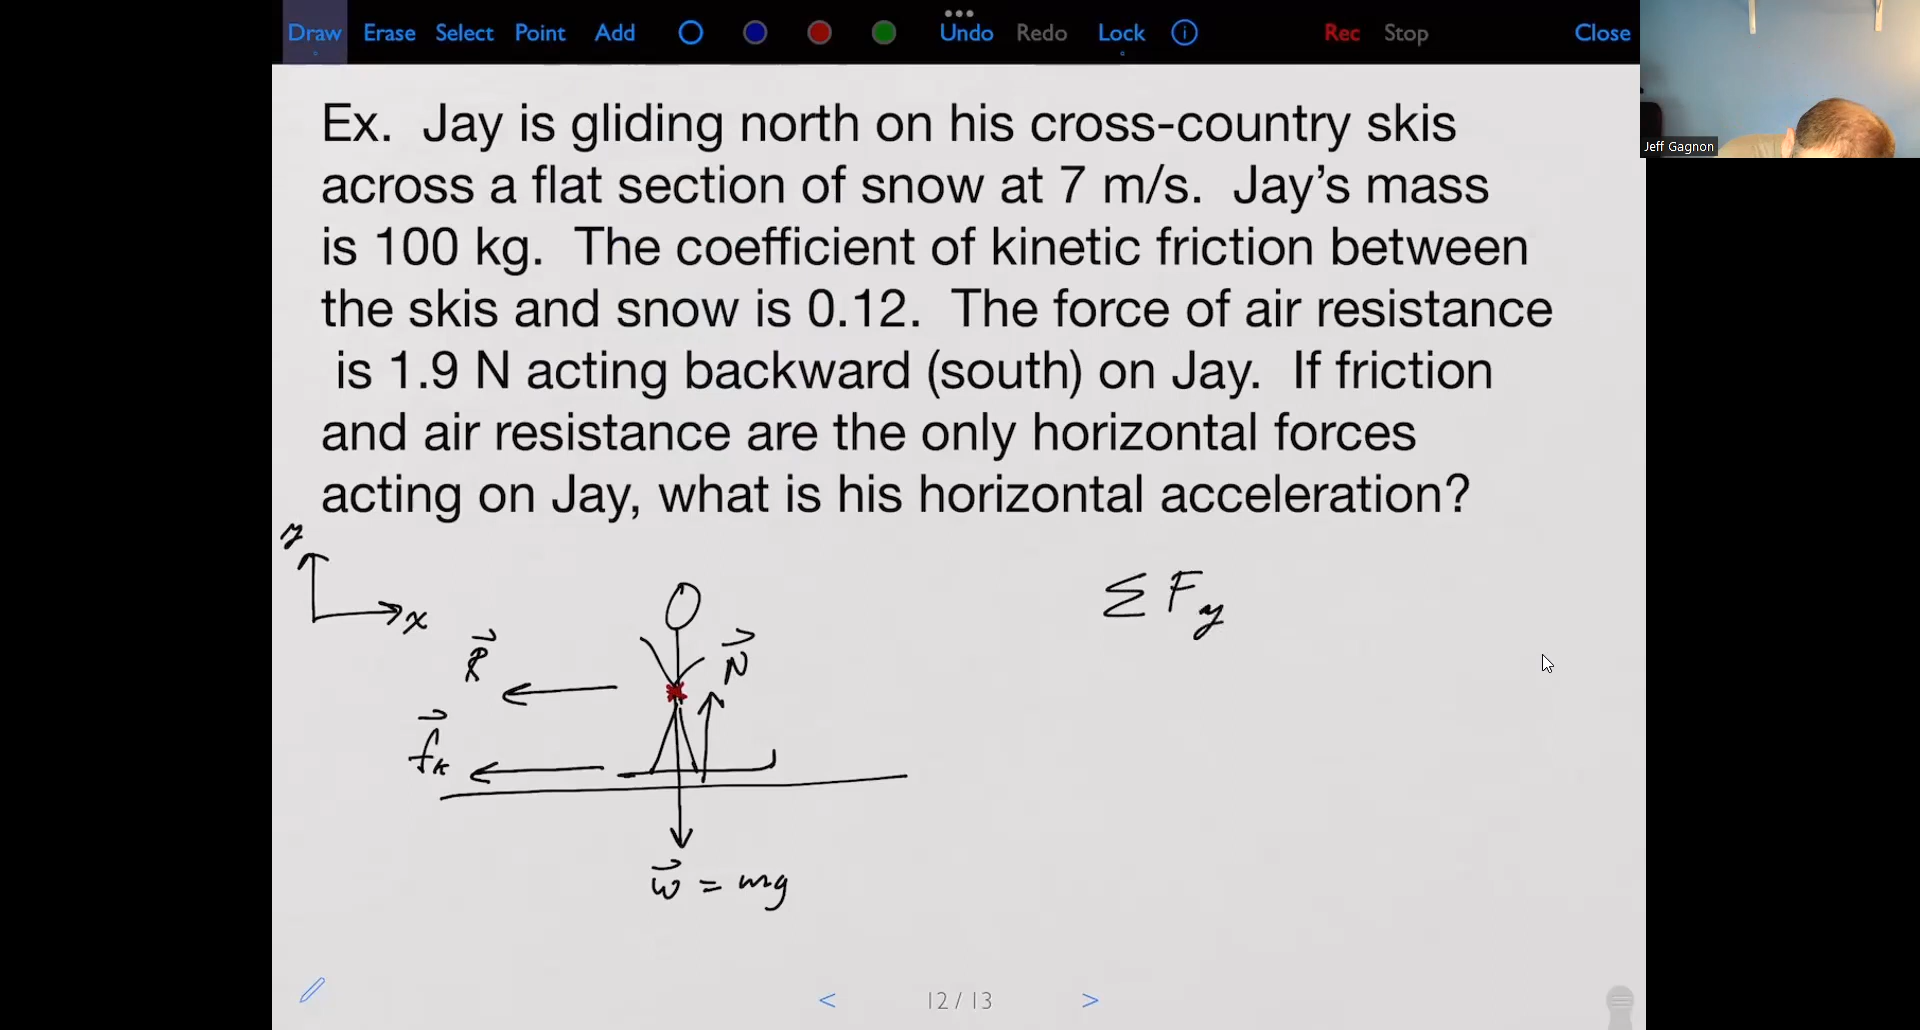 Draw Erase Select Point Add Undo Redo Lock Rec Stop Close
Jeff Gagnon
Ex. Jay is gliding north on his cross-country skis
across a flat section of snow at 7 m/s. Jay’s mass
is 100 kg. The coefficient of kinetic friction between
the skis and snow is 0.12. The force of air resistance
is 1.9 N acting backward (south) on Jay. If friction
and air resistance are the only horizontal forces
acting on Jay, what is his horizontal acceleration?
y
x
R
N
fk
w = mg
Σ Fy
< 12 / 13 >